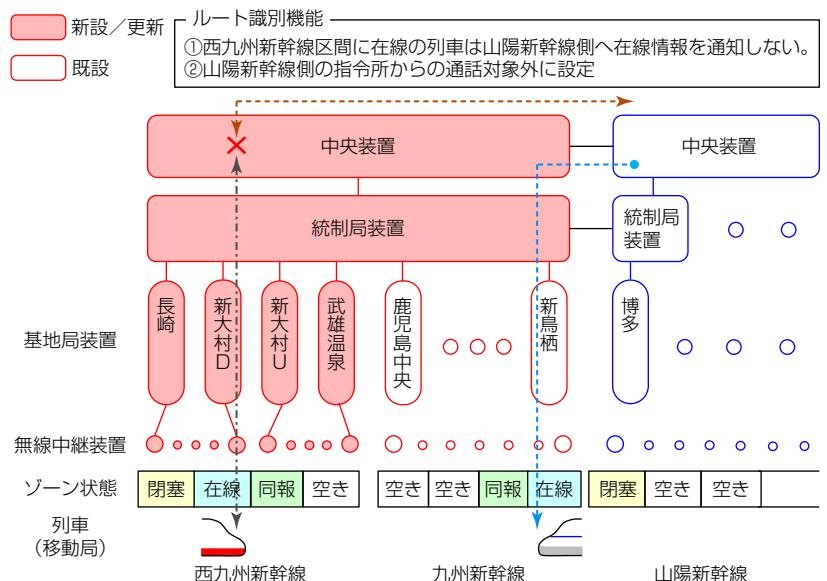 新設／更新
既設
ルート識別機能
①西九州新幹線区間に在線の列車は山陽新幹線側へ在線情報を通知しない。
②山陽新幹線側の指令所からの通話対象外に設定
中央装置
中央装置
統制局装置
統制局
装置
基地局装置
長崎
新大村D
新大村U
武雄温泉
鹿児島中央
新鳥栖
博多
無線中継装置
ゾーン状態
閉塞
在線
同報
空き
空き
空き
同報
在線
閉塞
空き
空き
列車
（移動局）
西九州新幹線
九州新幹線
山陽新幹線